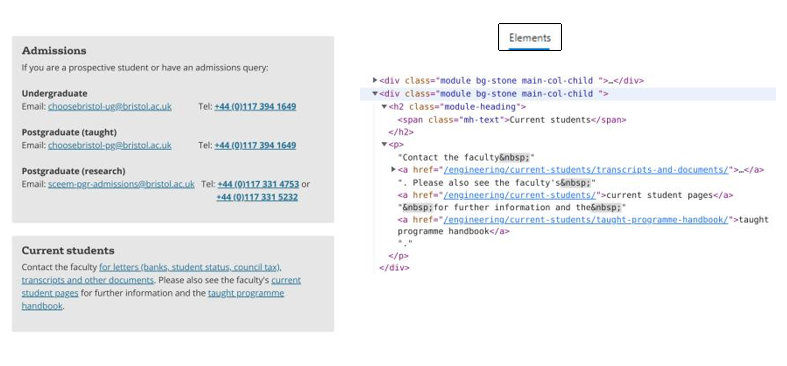 Admissions
If you are a prospective student or have an admissions query:
Undergraduate
Email: choosebristol-ug@bristol.ac.uk Tel: +44 (0)117 394 1649
Postgraduate (taught)
Email: choosebristol-pg@bristol.ac.uk Tel: +44 (0)117 394 1649
Postgraduate (research)
Email: sceem-pgr-admissions@bristol.ac.uk Tel: +44 (0)117 331 4753 or
+44 (0)117 331 5232
Current students
Contact the faculty for letters (banks, student status, council tax),
transcripts and other documents. Please also see the faculty's current
student pages for further information and the taught programme
handbook.
Elements
<div class="module bg-stone main-col-child ">…</div>
<div class="module bg-stone main-col-child ">
<h2 class="module-heading">
<span class="mh-text">Current students</span>
</h2>
<p>
"Contact the faculty&nbsp;"
<a href="/engineering/current-students/transcripts-and-documents/">…</a>
". Please also see the faculty's&nbsp;"
<a href="/engineering/current-students/">current student pages</a>
"&nbsp;for further information and the&nbsp;"
<a href="/engineering/current-students/taught-programme-handbook/">taught
programme handbook</a>
"."
</p>
</div>